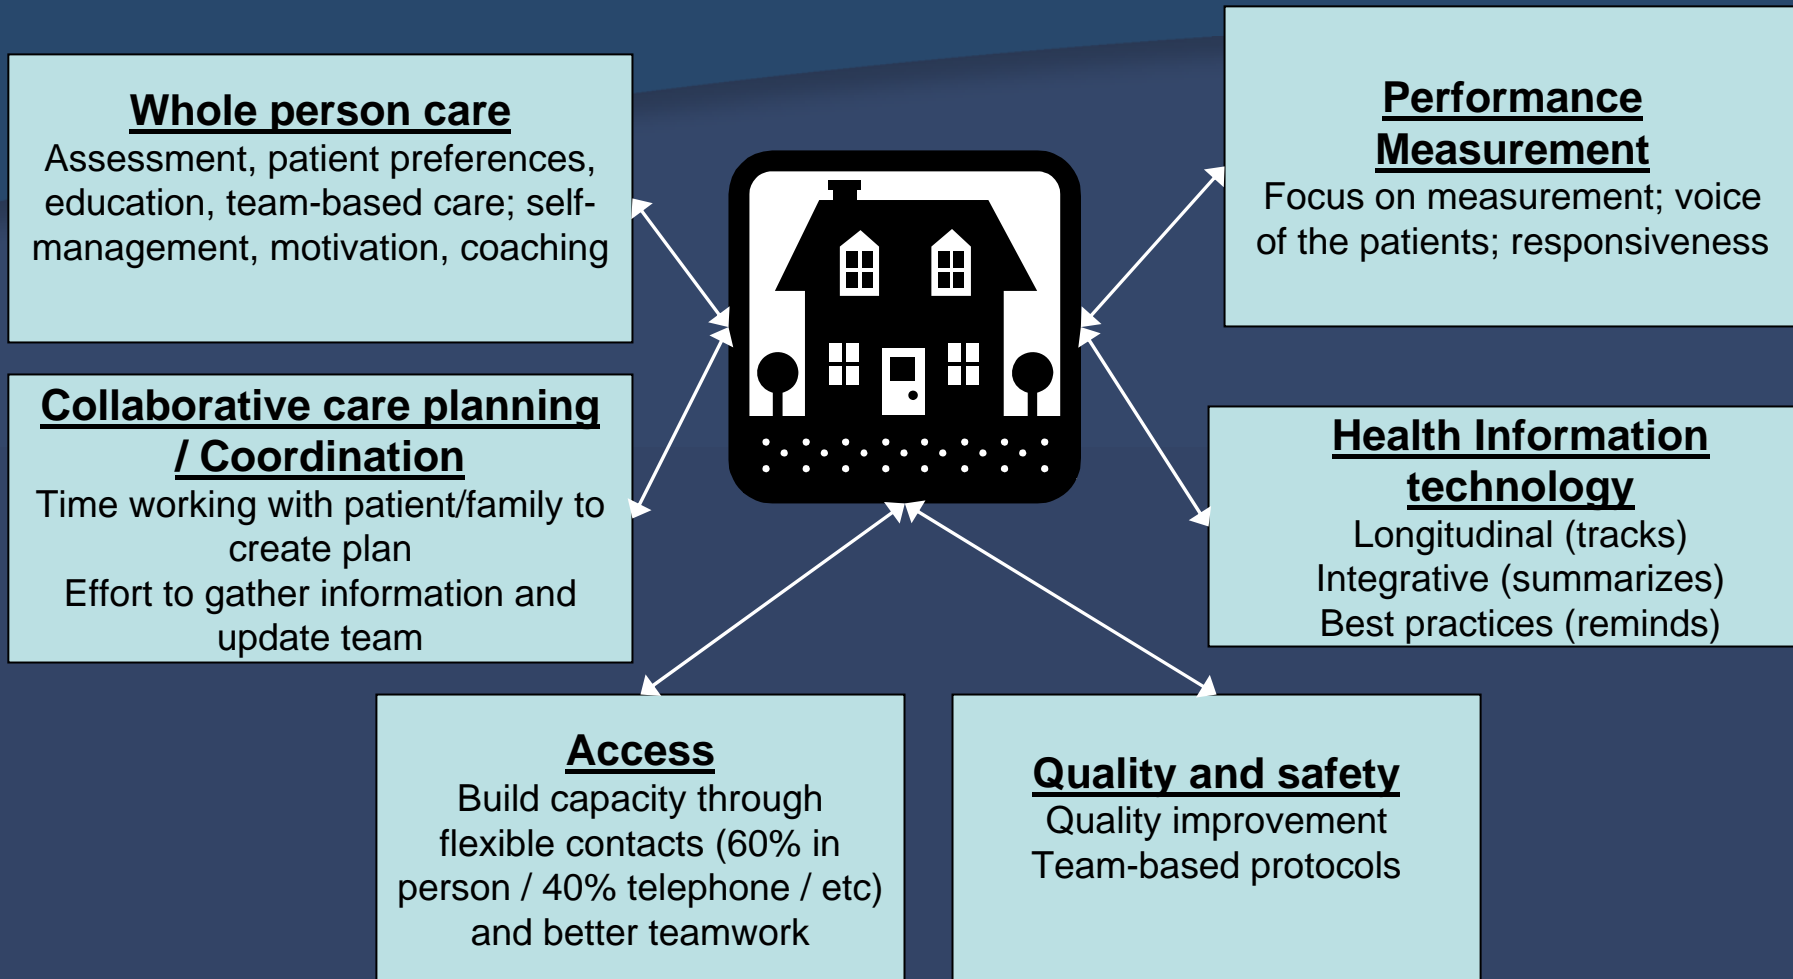 Whole person care
Assessment, patient preferences,
education, team-based care; self-
management, motivation, coaching
Performance
Measurement
Focus on measurement; voice
of the patients; responsiveness
Collaborative care planning
/ Coordination
Time working with patient/family to
create plan
Effort to gather information and
update team
Health Information
technology
Longitudinal (tracks)
Integrative (summarizes)
Best practices (reminds)
Access
Build capacity through
flexible contacts (60% in
person / 40% telephone / etc)
and better teamwork
Quality and safety
Quality improvement
Team-based protocols